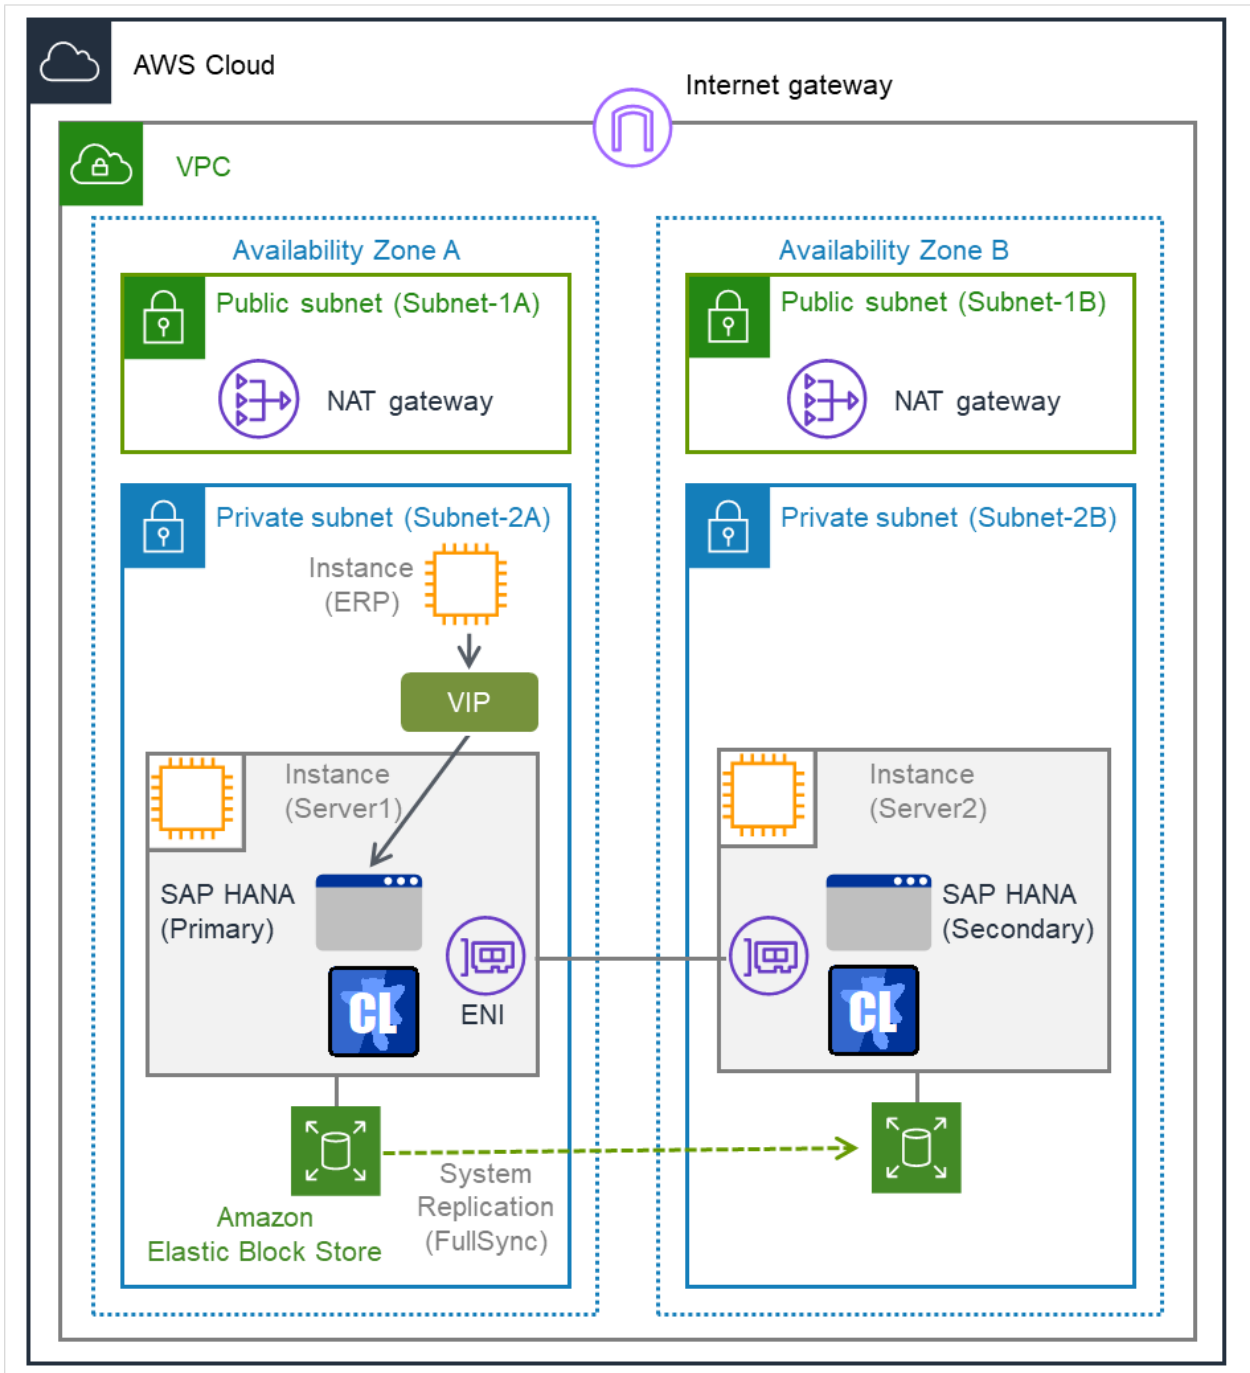 AWS Cloud
Internet gateway
VPC
Availability Zone A
Public subnet (Subnet-1A)
NAT gateway
Private subnet (Subnet-2A)
Instance
(ERP)
VIP
Instance
(Server1)
SAP HANA
(Primary)
CL
ENI
Amazon
Elastic Block Store
System
Replication
(FullSync)
Availability Zone B
Public subnet (Subnet-1B)
NAT gateway
Private subnet (Subnet-2B)
Instance
(Server2)
SAP HANA
(Secondary)
CL